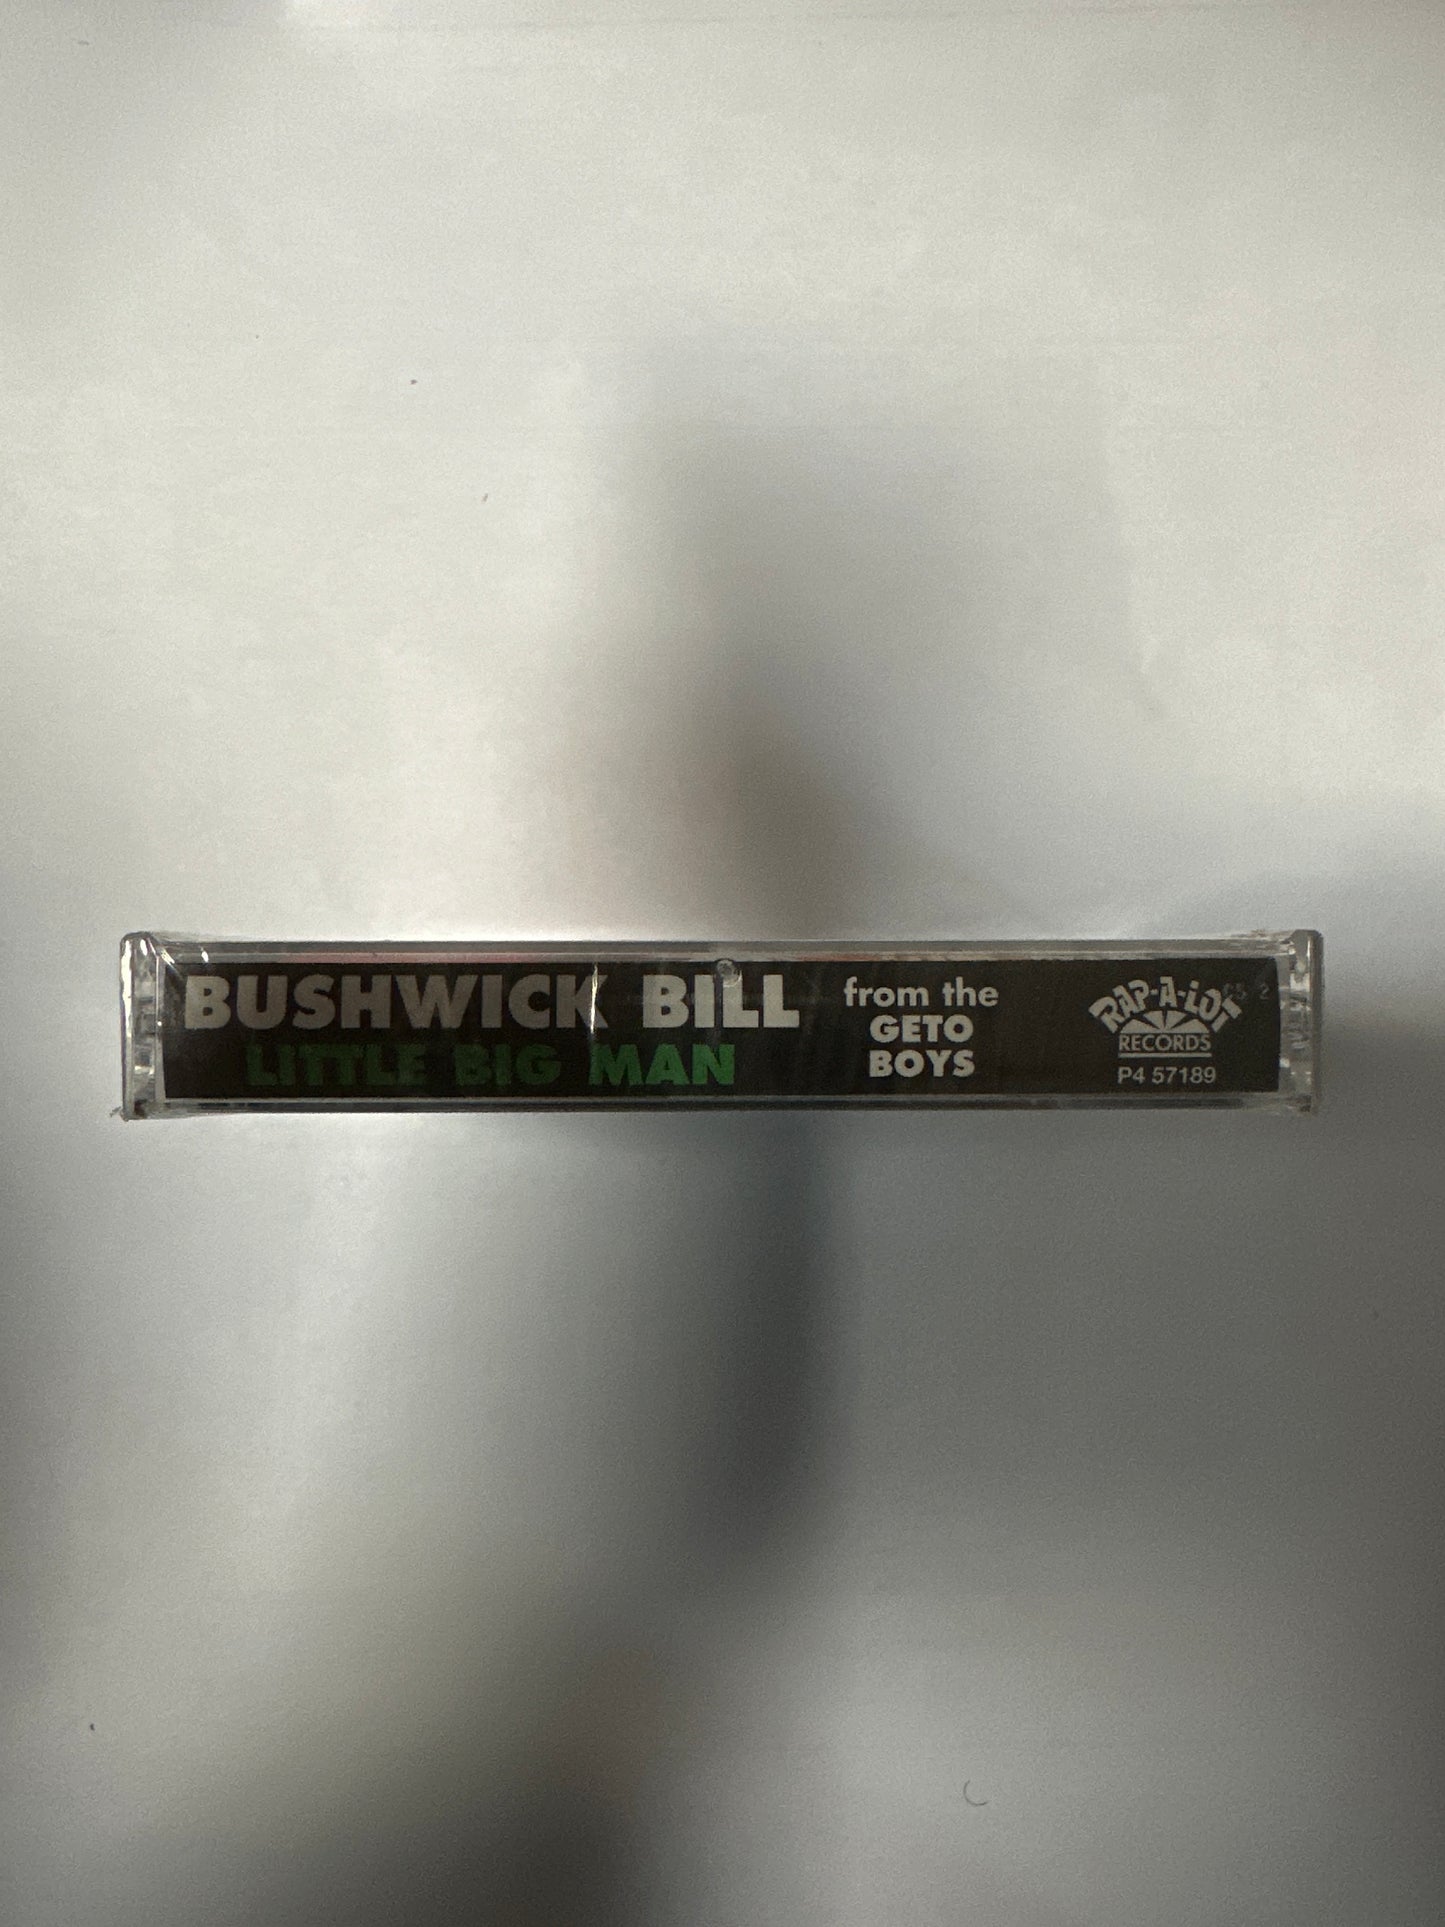 BUSHWICK BILL
LITTLE BIG MAN
from the
GETO
BOYS
RAP-A-LOT
RECORDS
P4 57189